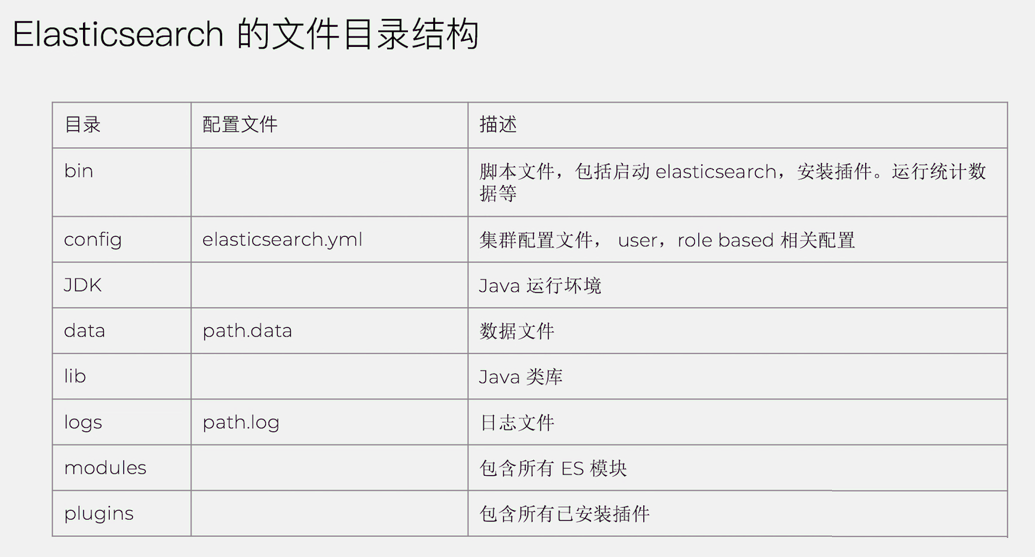 Elasticsearch 的文件目录结构
目录 配置文件 描述
bin 脚本文件，包括启动 elasticsearch，安装插件。运行统计数
据等
config elasticsearch.yml 集群配置文件， user，role based 相关配置
JDK Java 运行坏境
data path.data 数据文件
lib Java 类库
logs path.log 日志文件
modules 包含所有 ES 模块
plugins 包含所有已安装插件